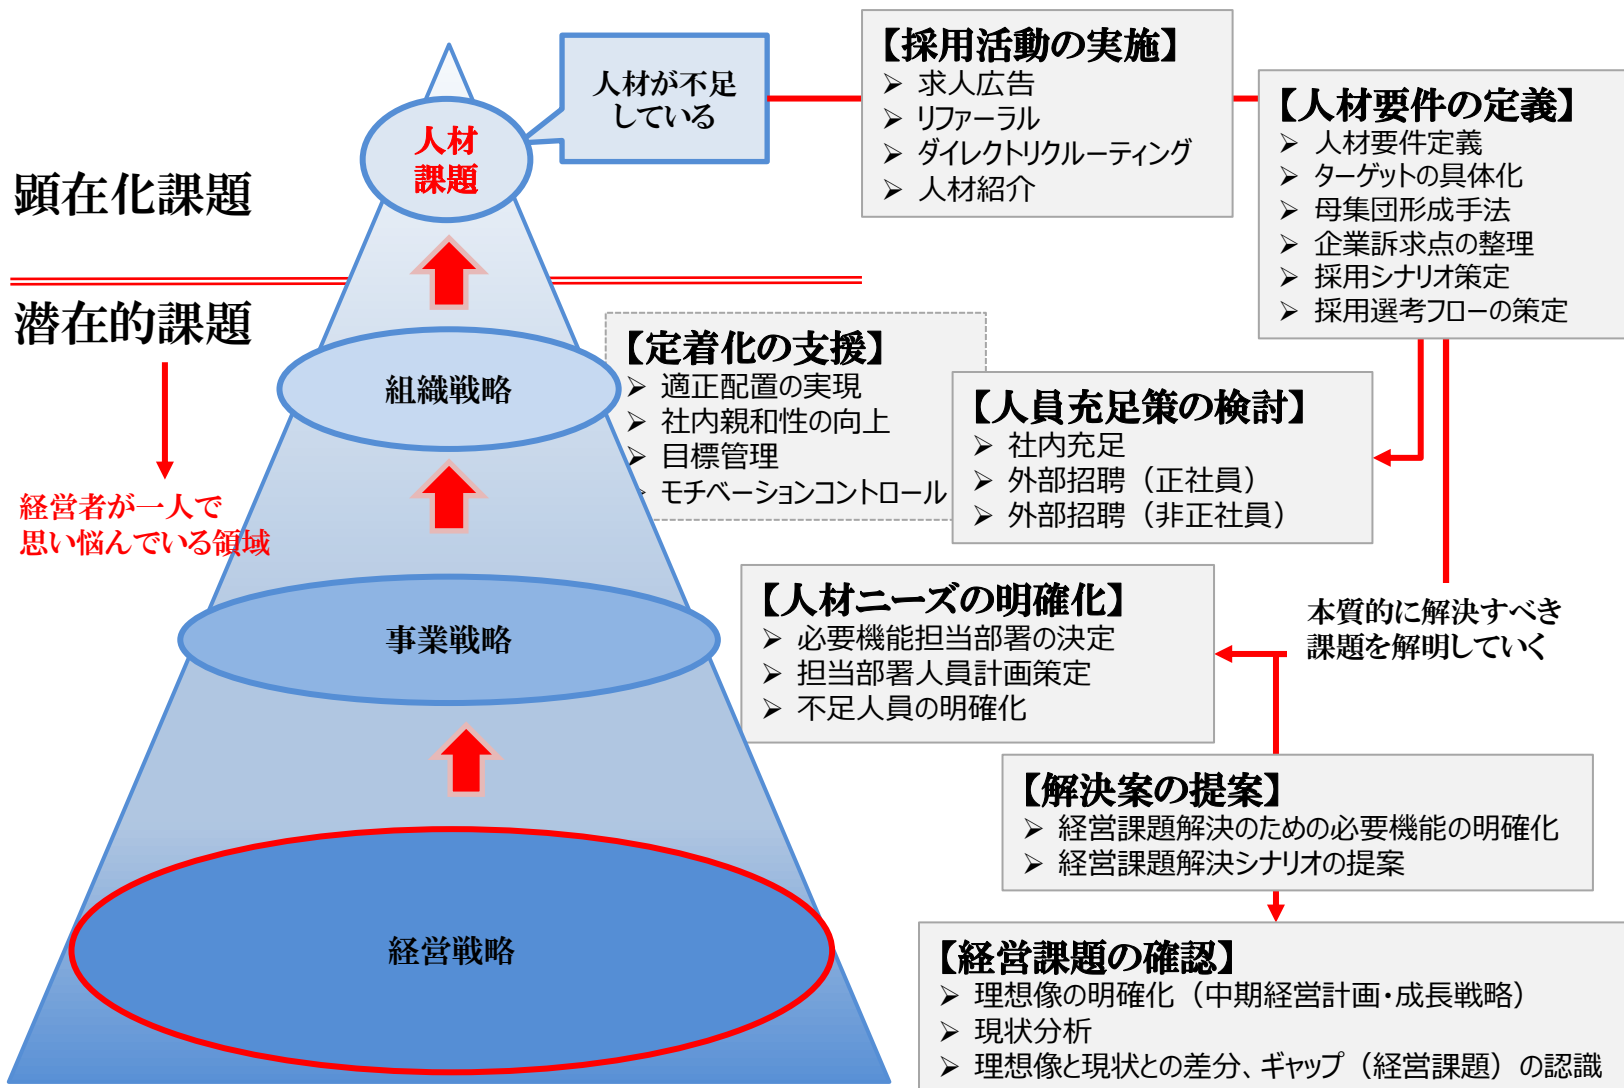 顕在化課題
潜在的課題
経営者が一人で
思い悩んでいる領域
人材
課題
組織戦略
事業戦略
経営戦略
人材が不足
している
【採用活動の実施】
➢ 求人広告
➢ リファーラル
➢ ダイレクトリクルーティング
➢ 人材紹介
【人材要件の定義】
➢ 人材要件定義
➢ ターゲットの具体化
➢ 母集団形成手法
➢ 企業訴求点の整理
➢ 採用シナリオ策定
➢ 採用選考フローの策定
【定着化の支援】
➢ 適正配置の実現
➢ 社内親和性の向上
➢ 目標管理
➢ モチベーションコントロール
【人員充足策の検討】
➢ 社内充足
➢ 外部招聘（正社員）
➢ 外部招聘（非正社員）
【人材ニーズの明確化】
➢ 必要機能担当部署の決定
➢ 担当部署人員計画策定
➢ 不足人員の明確化
本質的に解決すべき
課題を解明していく
【解決案の提案】
➢ 経営課題解決のための必要機能の明確化
➢ 経営課題解決シナリオの提案
【経営課題の確認】
➢ 理想像の明確化（中期経営計画・成長戦略）
➢ 現状分析
➢ 理想像と現状との差分、ギャップ（経営課題）の認識